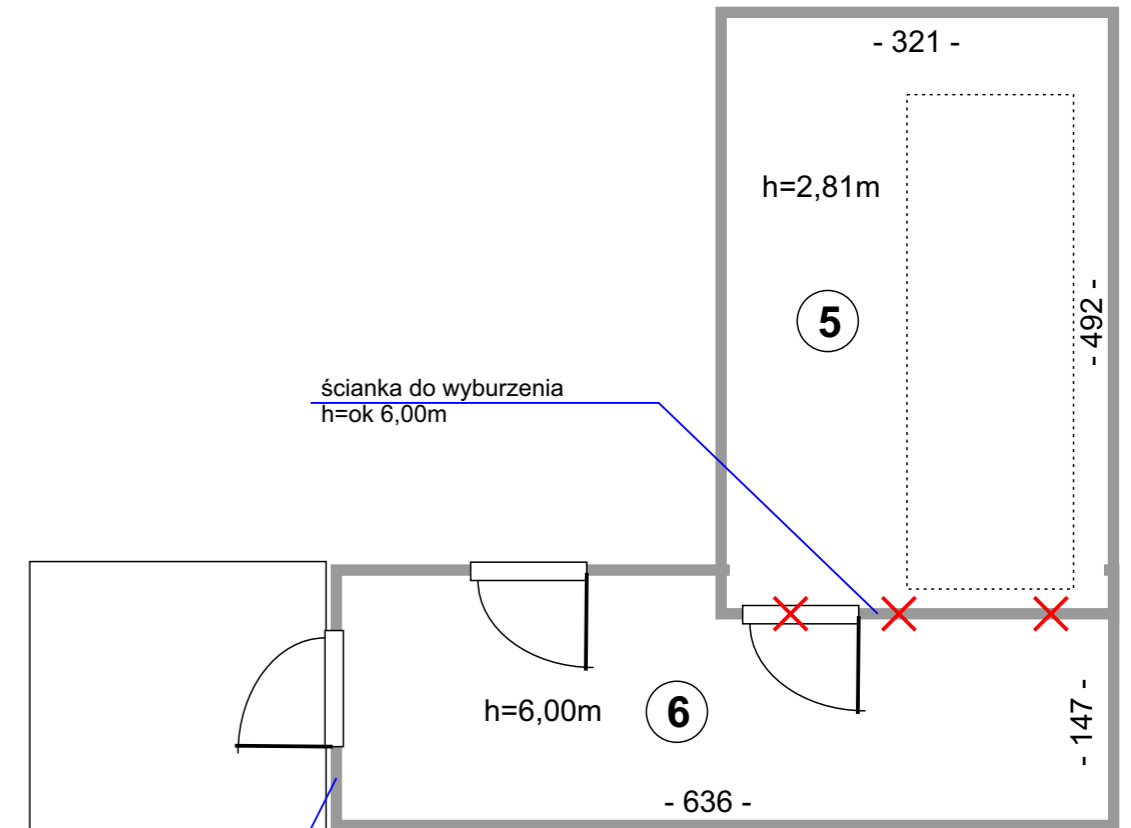 - 321 -
h=2,81m
- 492 -
5
ścianka do wyburzenia
h=ok 6,00m
h=6,00m
6
- 147 -
- 636 -